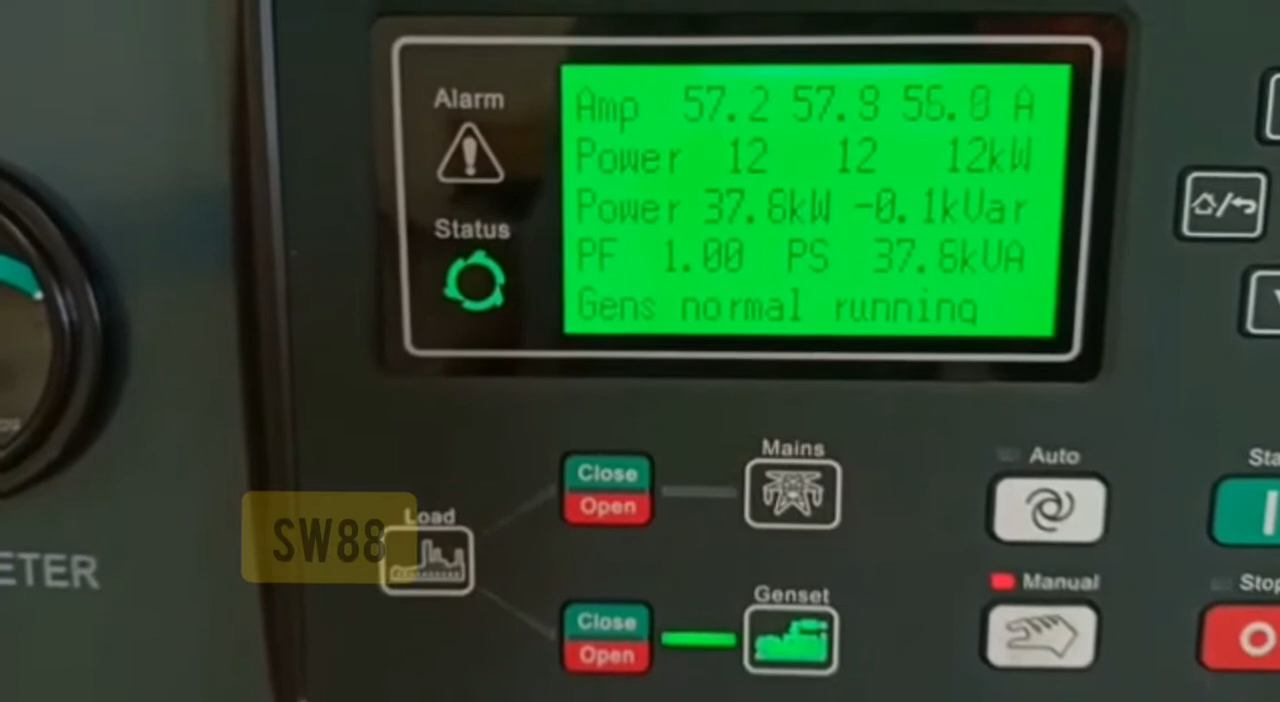 Alarm
Status
Amp 57.2 57.9 56.0 A
Power 12 12 12kW
Power 37.6kW -0.1kVar
PF 1.00 PS 37.6kVA
Gens normal running
Mains
Close
Open
Auto
Load
SW88
ETER
Manual
Stop
Genset
Close
Open